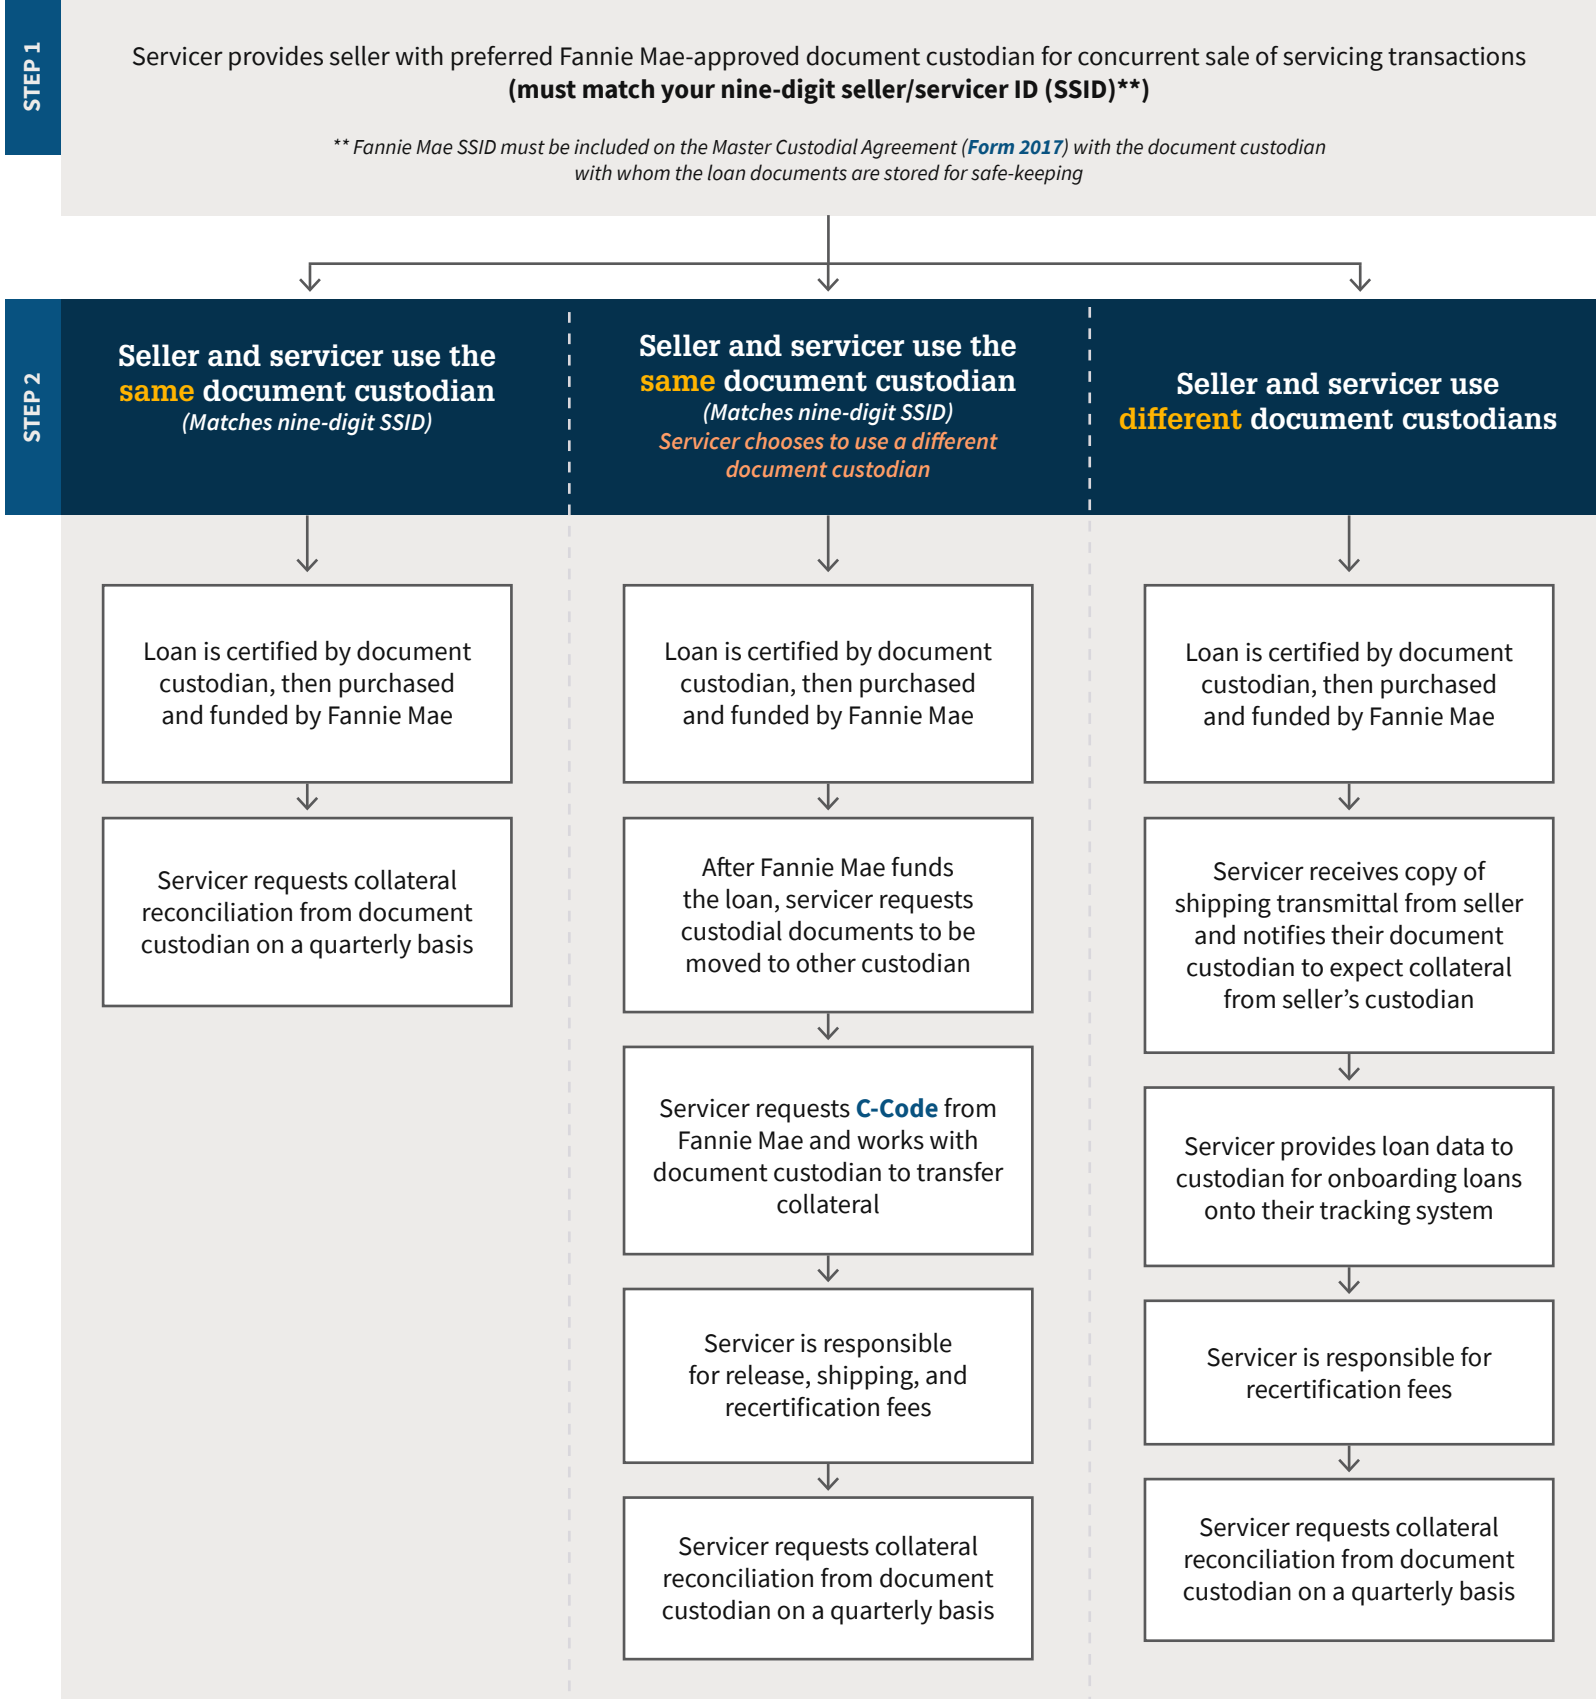 STEP 1
Servicer provides seller with preferred Fannie Mae-approved document custodian for concurrent sale of servicing transactions
(must match your nine-digit seller/servicer ID (SSID)**)
** Fannie Mae SSID must be included on the Master Custodial Agreement (Form 2017) with the document custodian
with whom the loan documents are stored for safe-keeping
STEP 2
Seller and servicer use the
same document custodian
(Matches nine-digit SSID)
Seller and servicer use the
same document custodian
(Matches nine-digit SSID)
Servicer chooses to use a different
document custodian
Seller and servicer use
different document custodians
Loan is certified by document
custodian, then purchased
and funded by Fannie Mae
Servicer requests collateral
reconciliation from document
custodian on a quarterly basis
Loan is certified by document
custodian, then purchased
and funded by Fannie Mae
After Fannie Mae funds
the loan, servicer requests
custodial documents to be
moved to other custodian
Servicer requests C-Code from
Fannie Mae and works with
document custodian to transfer
collateral
Servicer is responsible
for release, shipping, and
recertification fees
Servicer requests collateral
reconciliation from document
custodian on a quarterly basis
Loan is certified by document
custodian, then purchased
and funded by Fannie Mae
Servicer receives copy of
shipping transmittal from seller
and notifies their document
custodian to expect collateral
from seller’s custodian
Servicer provides loan data to
custodian for onboarding loans
onto their tracking system
Servicer is responsible for
recertification fees
Servicer requests collateral
reconciliation from document
custodian on a quarterly basis